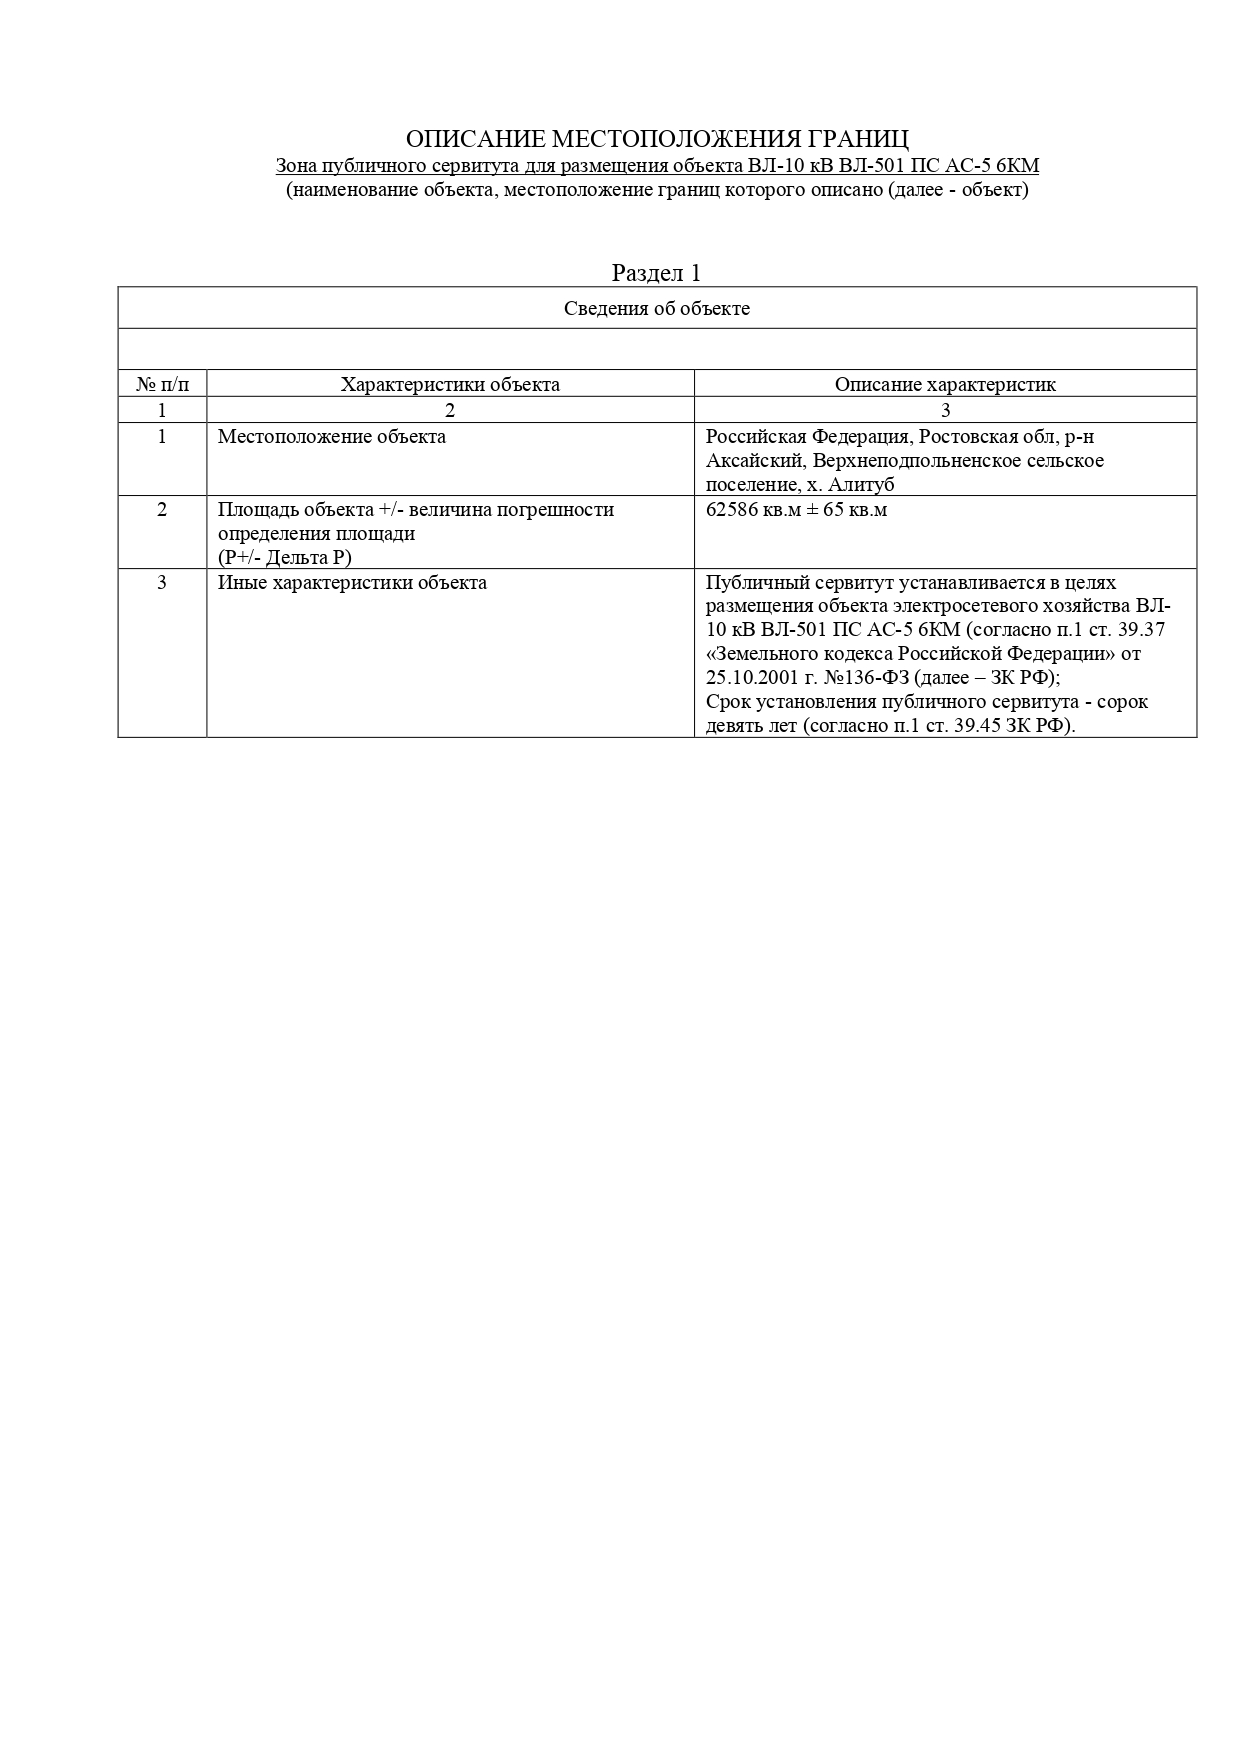 ОПИСАНИЕ МЕСТОПОЛОЖЕНИЯ ГРАНИЦ
Зона публичного сервитута для размещения объекта ВЛ-10 кВ ВЛ-501 ПС АС-5 6КМ
(наименование объекта, местоположение границ которого описано (далее - объект)
Раздел 1
Сведения об объекте
№ п/п
Характеристики объекта
Описание характеристик
1
2
3
1
Местоположение объекта
Российская Федерация, Ростовская обл, р-н
Аксайский, Верхнеподпольненское сельское
поселение, х. Алитуб
2
Площадь объекта +/- величина погрешности
определения площади
(P+/- Дельта P)
62586 кв.м ± 65 кв.м
3
Иные характеристики объекта
Публичный сервитут устанавливается в целях
размещения объекта электросетевого хозяйства ВЛ-
10 кВ ВЛ-501 ПС АС-5 6КМ (согласно п.1 ст. 39.37
«Земельного кодекса Российской Федерации» от
25.10.2001 г. №136-ФЗ (далее – ЗК РФ);
Срок установления публичного сервитута - сорок
девять лет (согласно п.1 ст. 39.45 ЗК РФ).